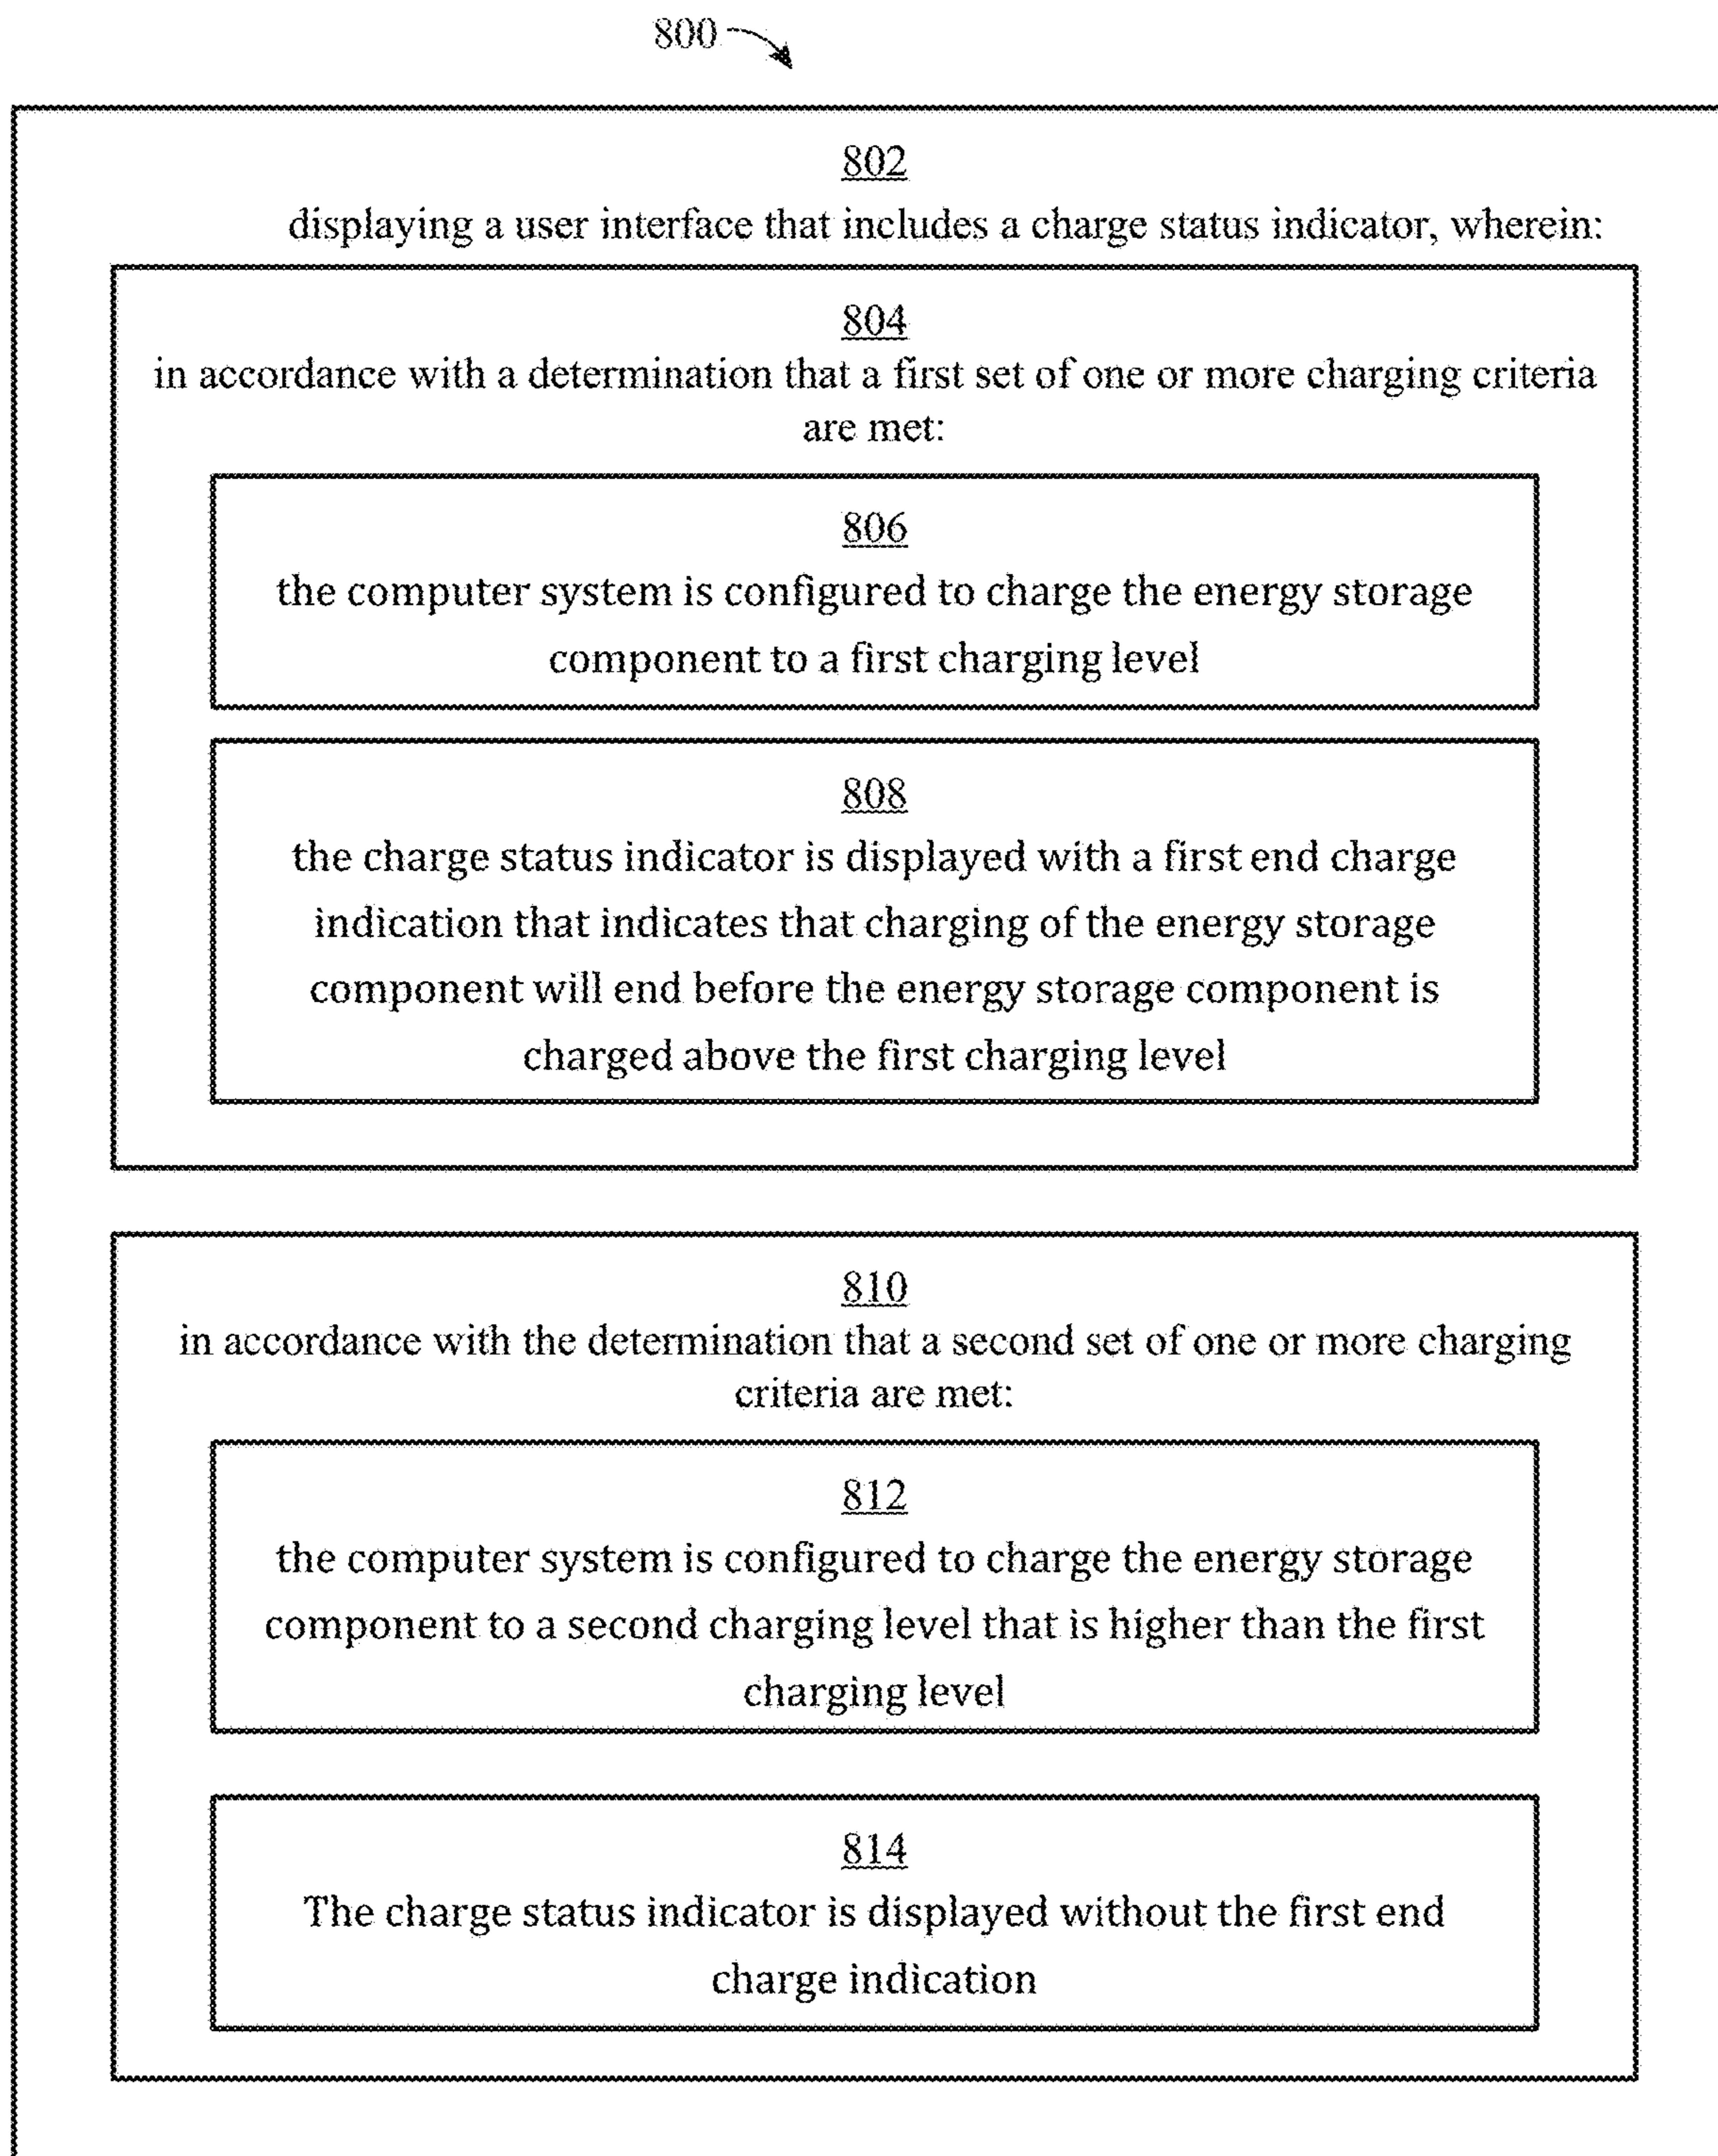 800
802
displaying a user interface that includes a charge status indicator, wherein:
804
in accordance with a determination that a first set of one or more charging criteria
are met:
806
the computer system is configured to charge the energy storage
component to a first charging level
808
the charge status indicator is displayed with a first end charge
indication that indicates that charging of the energy storage
component will end before the energy storage component is
charged above the first charging level
810
in accordance with the determination that a second set of one or more charging
criteria are met:
812
the computer system is configured to charge the energy storage
component to a second charging level that is higher than the first
charging level
814
The charge status indicator is displayed without the first end
charge indication